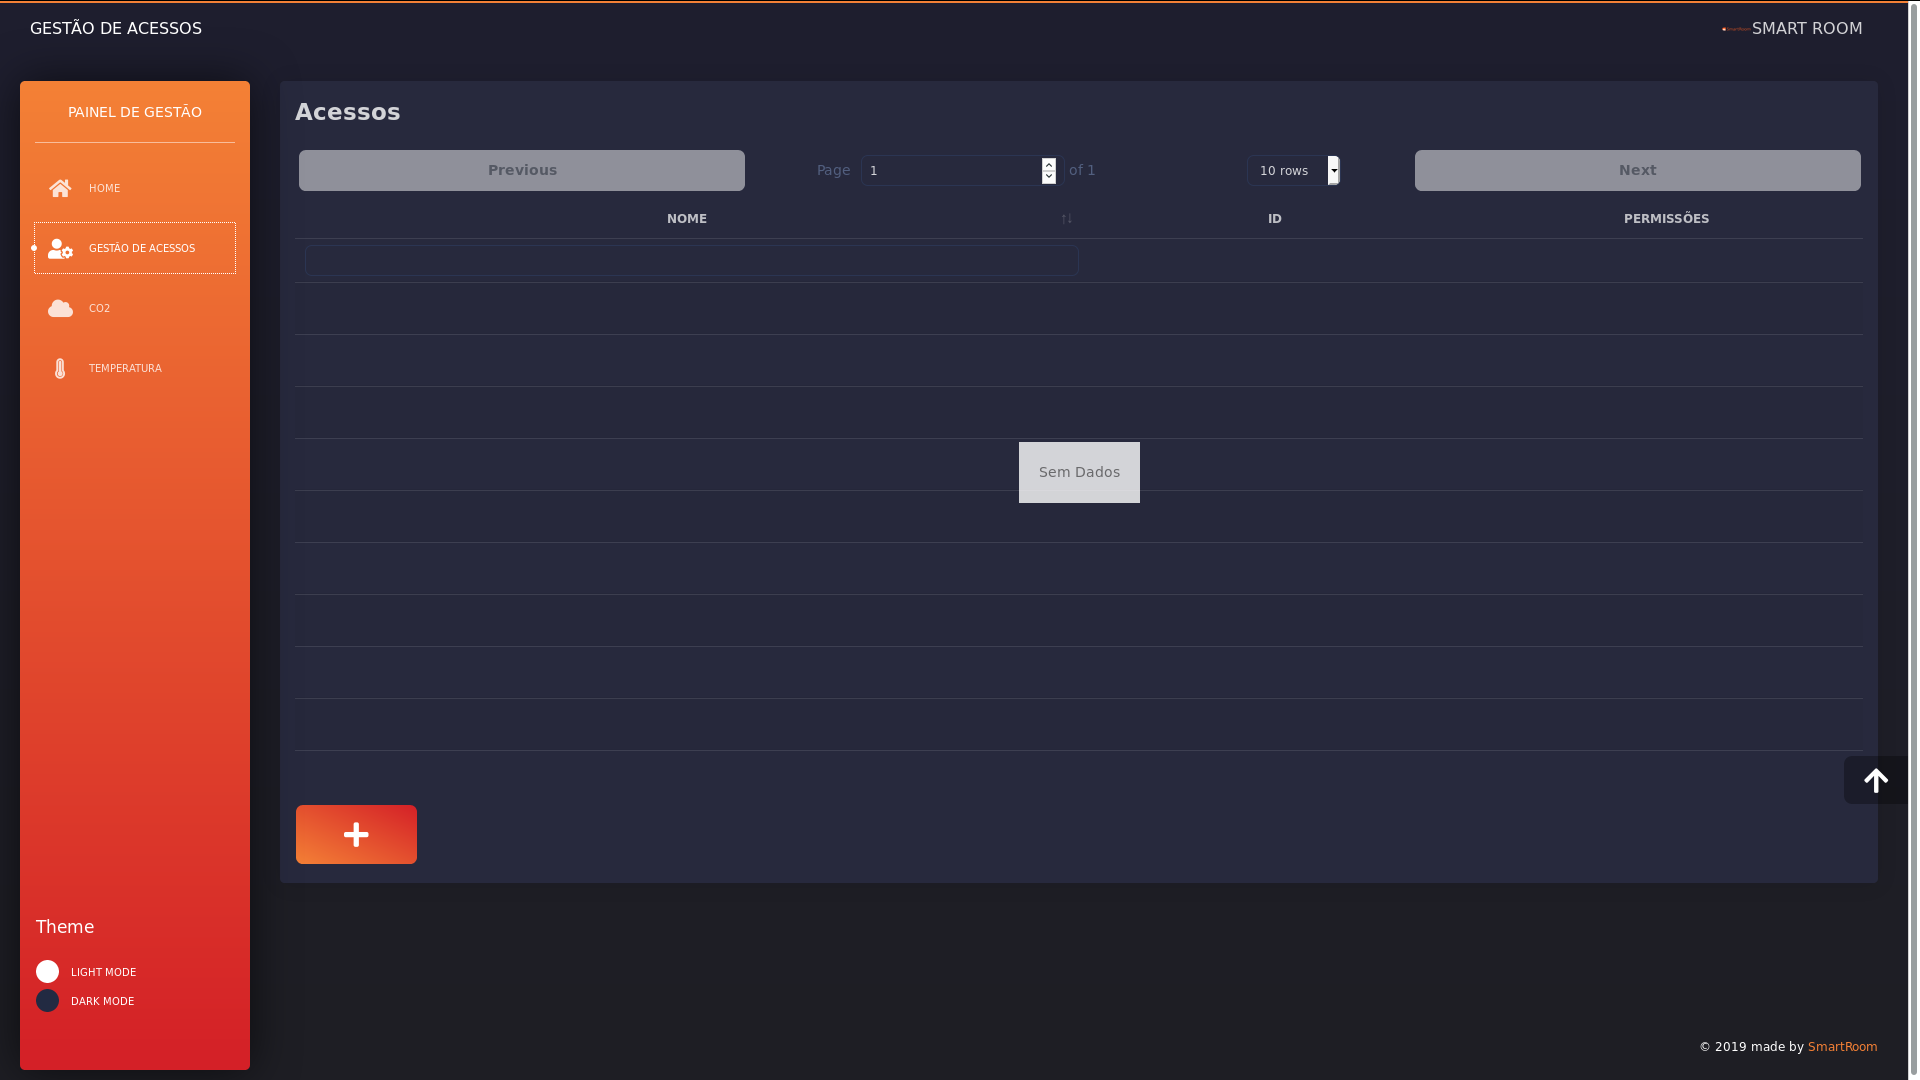 GESTÃO DE ACESSOS
SMART ROOM
PAINEL DE GESTÃO
HOME
GESTÃO DE ACESSOS
CO2
TEMPERATURA
Theme
LIGHT MODE
DARK MODE
Acessos
Previous
Page 1 of 1
10 rows
Next
NOME
ID
PERMISSÕES
Sem Dados
© 2019 made by SmartRoom